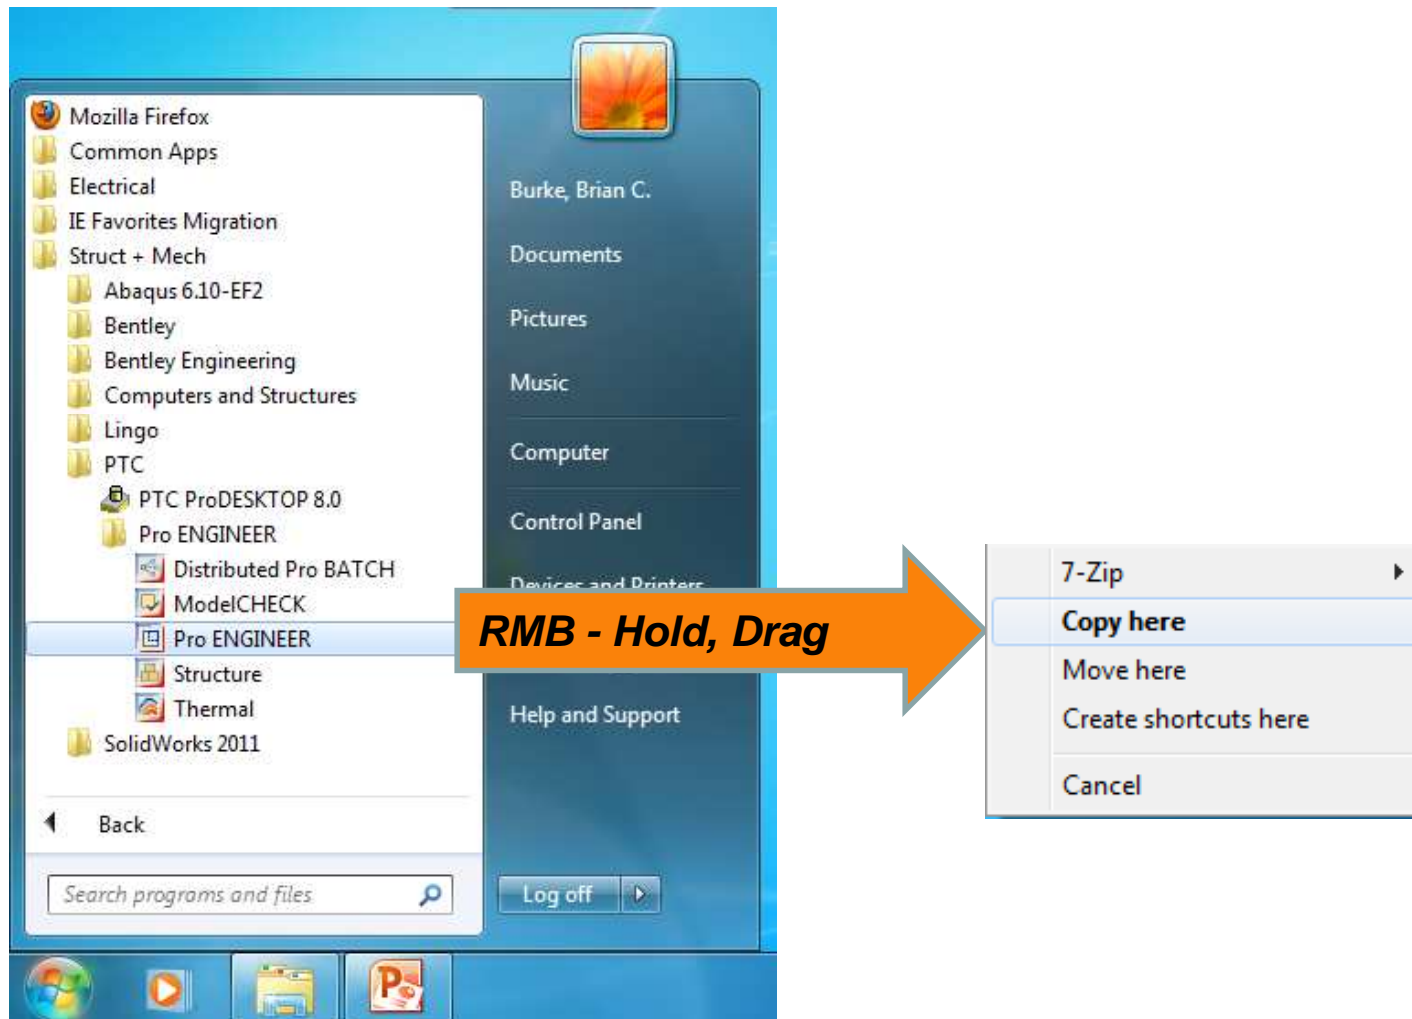 Mozilla Firefox
Common Apps
Electrical
IE Favorites Migration
Struct + Mech
Abaqus 6.10-EF2
Bentley
Bentley Engineering
Computers and Structures
Lingo
PTC
PTC ProDESKTOP 8.0
Pro ENGINEER
Distributed Pro BATCH
ModelCHECK
Pro ENGINEER
Structure
Thermal
SolidWorks 2011
Back
Search programs and files
Burke, Brian C.
Documents
Pictures
Music
Computer
Control Panel
Devices and Printers
Help and Support
Log off
RMB - Hold, Drag
7-Zip
Copy here
Move here
Create shortcuts here
Cancel